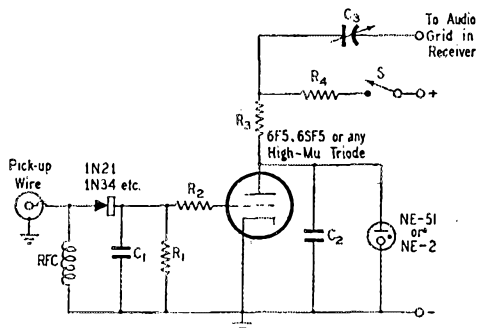 C3
To Audio
Grid in
Receiver
R4
S
+
R3
6F5, 6SF5 or any
High-Mu Triode
Pick-up
Wire
1N21
1N34 etc.
R2
NE-51
or
NE-2
RFC
C1
R1
C2
-